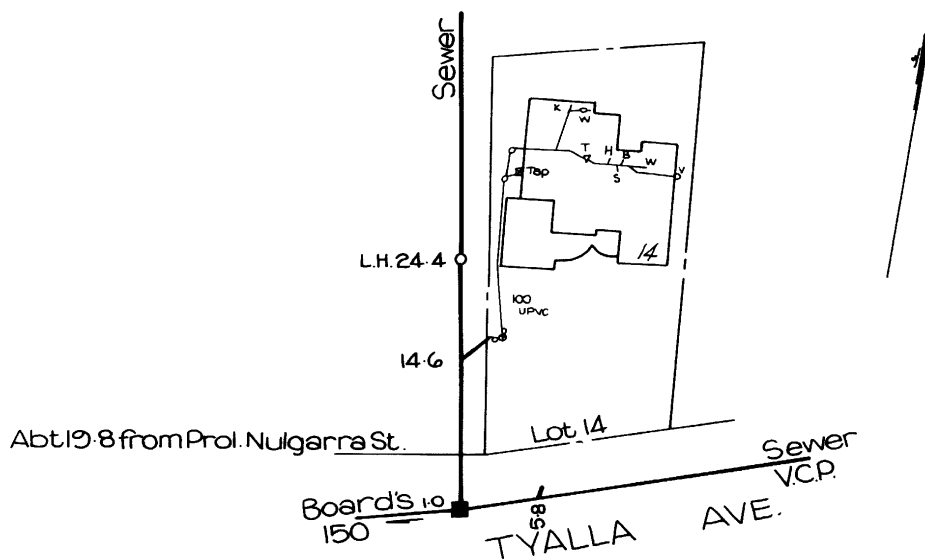 Sewer
K
W
T
H
B
W
S
V
Tap
14
L.H. 24.4
100
UPVC
14.6
Abt 19.8 from Prol. Nulgarra St.
Lot 14
Sewer
V.C.P.
Board's 1.0
150
5.8
TYALLA AVE.